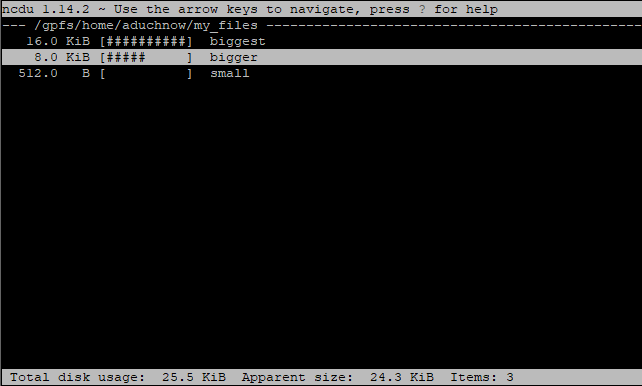 ncdu 1.14.2 ~ Use the arrow keys to navigate, press ? for help
--- /gpfs/home/aduchnow/my_files -----------------------------------------------
   16.0 KiB [##########]  biggest
    8.0 KiB [#####     ]  bigger
  512.0   B [          ]  small
 Total disk usage:  25.5 KiB  Apparent size:  24.3 KiB  Items: 3